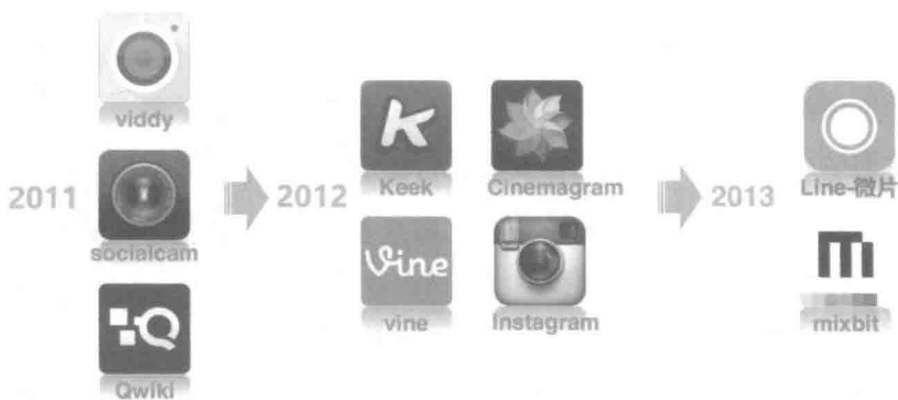 2011
viddy
socialcam
Qwiki
2012
K
Keek
Cinemagram
Vine
vine
Instagram
2013
Line-微片
m
mixbit